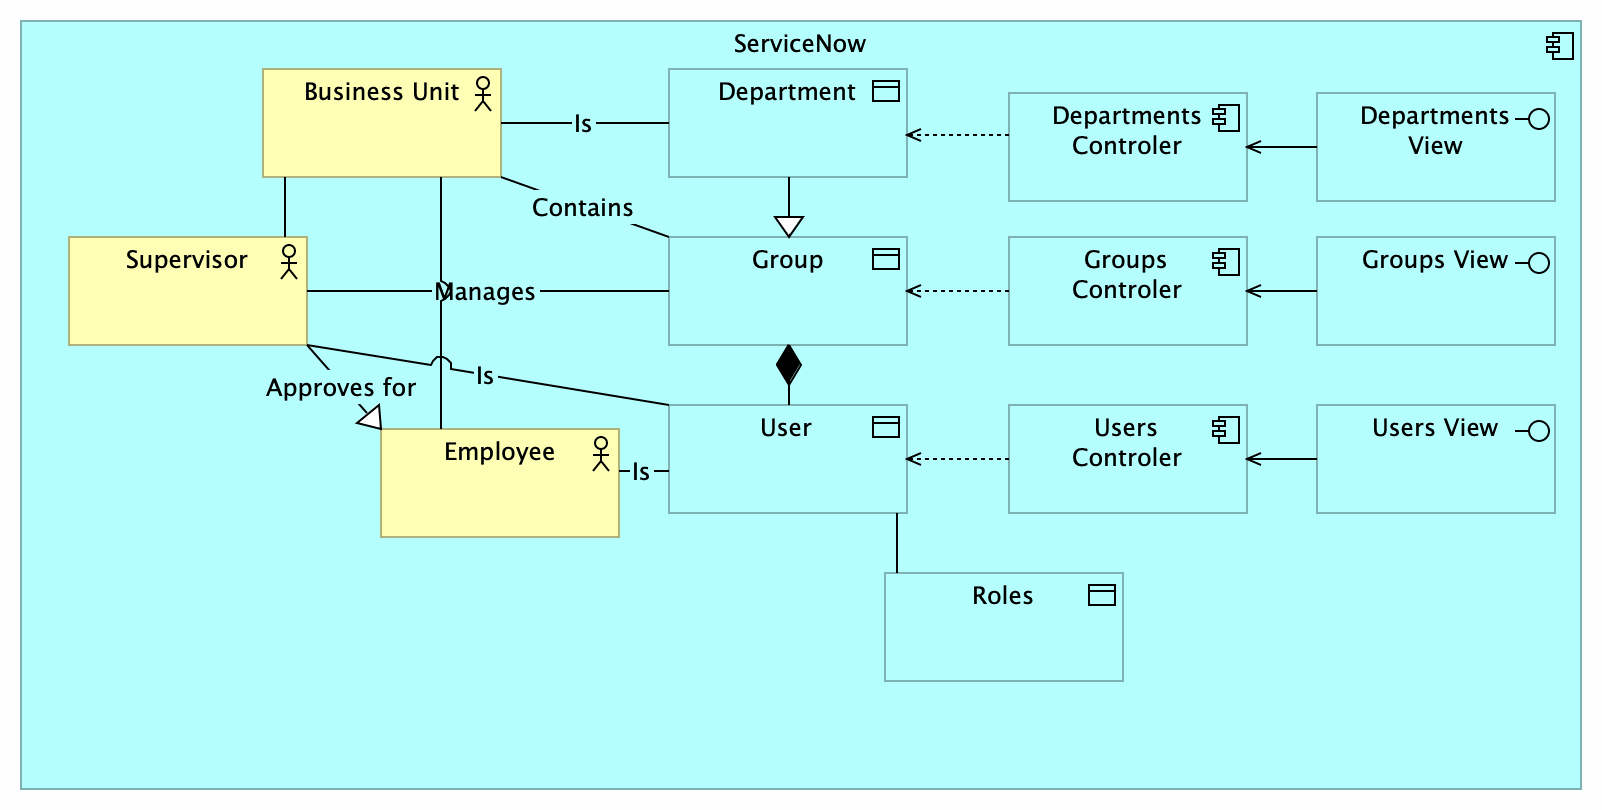 ServiceNow
Business Unit
Is
Department
Departments
Controler
Departments
View
Contains
Supervisor
Manages
Group
Groups
Controler
Groups View
Approves for
Is
Employee
Is
User
Users
Controler
Users View
Roles